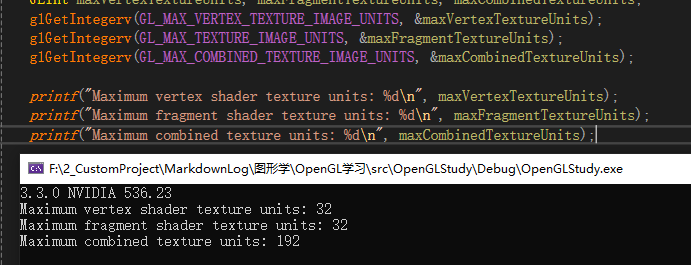 GLint maxVertexTextureUnits, maxFragmentTextureUnits, maxCombinedTextureUnits;
glGetIntegerv(GL_MAX_VERTEX_TEXTURE_IMAGE_UNITS, &maxVertexTextureUnits);
glGetIntegerv(GL_MAX_TEXTURE_IMAGE_UNITS, &maxFragmentTextureUnits);
glGetIntegerv(GL_MAX_COMBINED_TEXTURE_IMAGE_UNITS, &maxCombinedTextureUnits);
printf("Maximum vertex shader texture units: %d\n", maxVertexTextureUnits);
printf("Maximum fragment shader texture units: %d\n", maxFragmentTextureUnits);
printf("Maximum combined texture units: %d\n", maxCombinedTextureUnits);
F:\2_CustomProject\MarkdownLog\图形学\OpenGL学习\src\OpenGLStudy\Debug\OpenGLStudy.exe
3.3.0 NVIDIA 536.23
Maximum vertex shader texture units: 32
Maximum fragment shader texture units: 32
Maximum combined texture units: 192